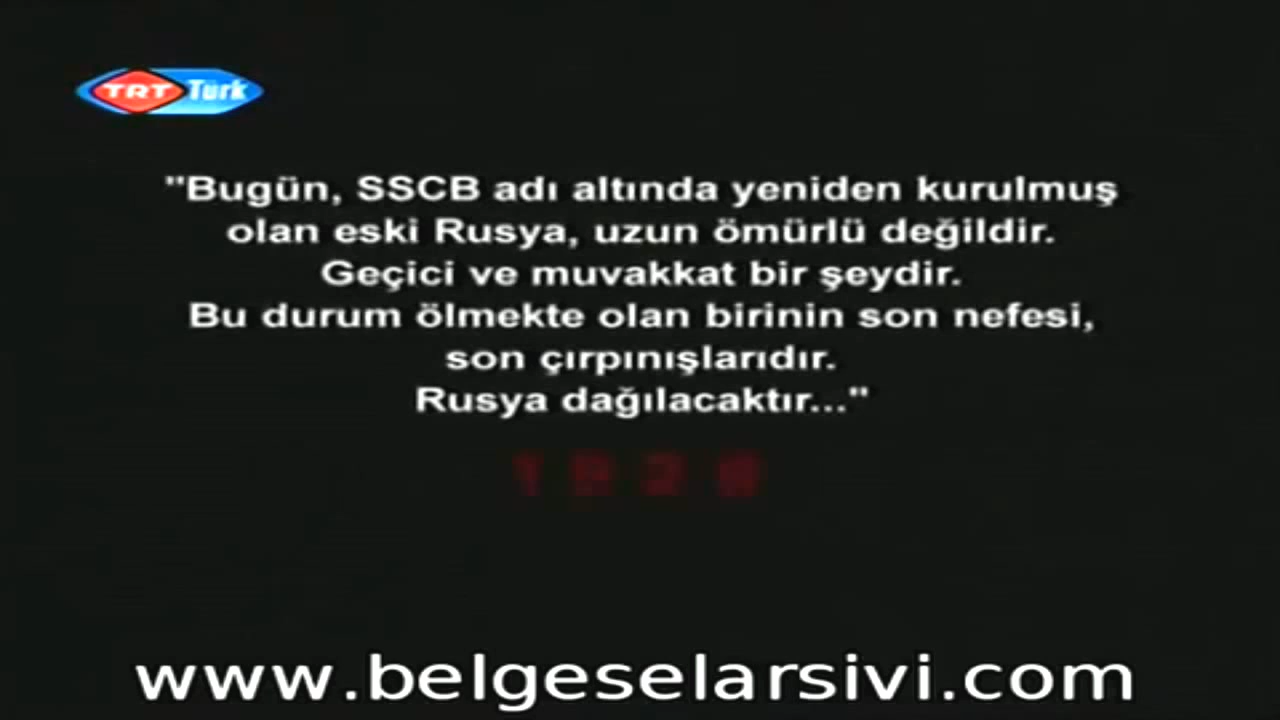 TRT Türk
"Bugün, SSCB adı altında yeniden kurulmuş
olan eski Rusya, uzun ömürlü değildir.
Geçici ve muvakkat bir şeydir.
Bu durum ölmekte olan birinin son nefesi,
son çırpınışlarıdır.
Rusya dağılacaktır..."
www.belgeselarsivi.com